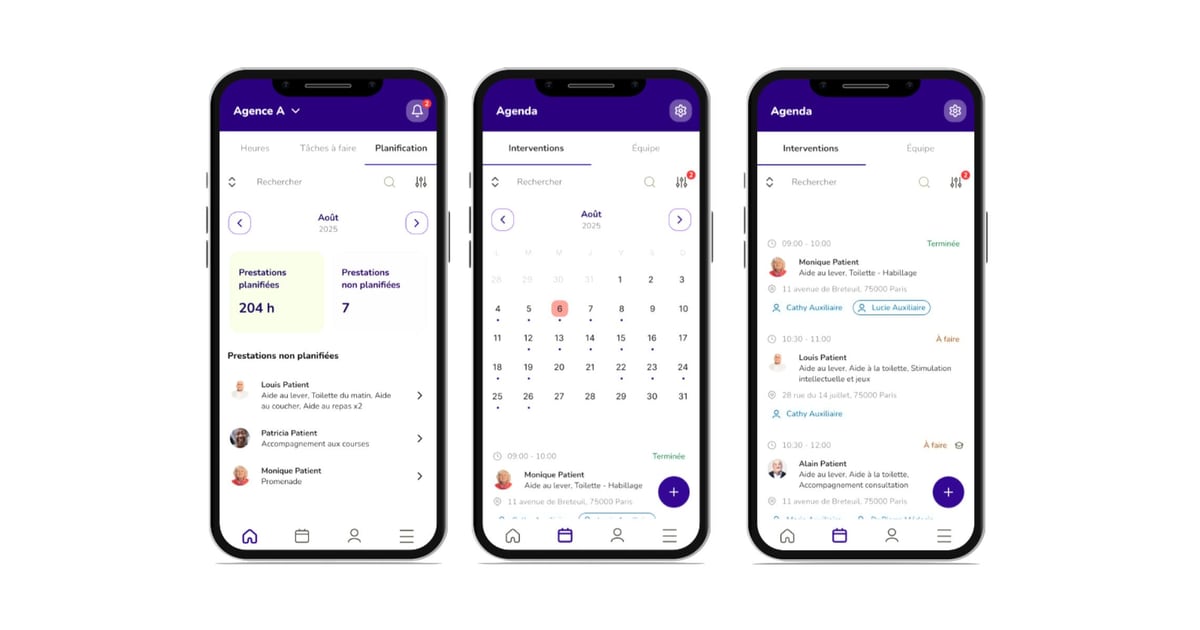 Agence A
2
Heures
Tâches à faire
Planification
Rechercher
Août
2025
Prestations
planifiées
204 h
Prestations
non planifiées
7
Prestations non planifiées
Louis Patient
Aide au lever, Toilette du matin, Aide
au coucher, Aide au repas x2
Patricia Patient
Accompagnement aux courses
Monique Patient
Promenade
Agenda
Interventions
Équipe
Rechercher
2
Août
2025
L M M J V S D
28 29 30 31 1 2 3
4 5 6 7 8 9 10
11 12 13 14 15 16 17
18 19 20 21 22 23 24
25 26 27 28 29 30 31
09:00 - 10:00
Terminée
Monique Patient
Aide au lever, Toilette - Habillage
11 avenue de Breteuil, 75000 Paris
Agenda
Interventions
Équipe
Rechercher
2
09:00 - 10:00
Terminée
Monique Patient
Aide au lever, Toilette - Habillage
11 avenue de Breteuil, 75000 Paris
Cathy Auxiliaire
Lucie Auxiliaire
10:30 - 11:00
À faire
Louis Patient
Aide au lever, Aide à la toilette, Stimulation
intellectuelle et jeux
28 rue du 14 juillet, 75000 Paris
Cathy Auxiliaire
10:30 - 12:00
À faire
Alain Patient
Aide au lever, Aide à la toilette,
Accompagnement consultation
11 avenue de Breteuil, 75000 Paris